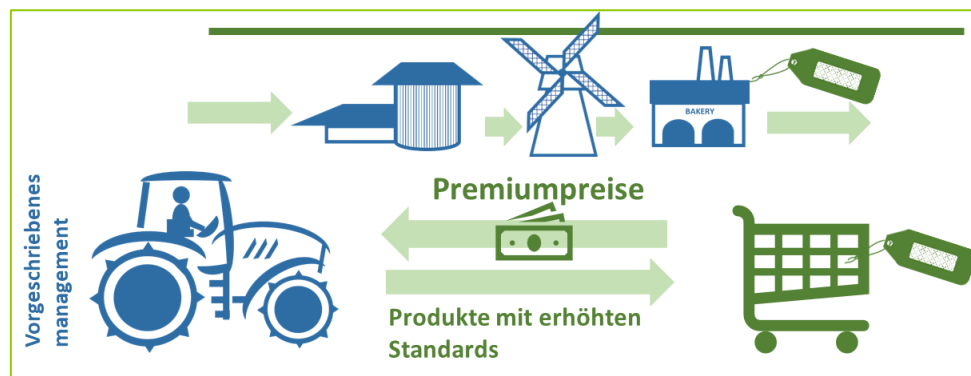 BAKERY
Premiumpreise
Vorgeschriebenes
management
Produkte mit erhöhten
Standards